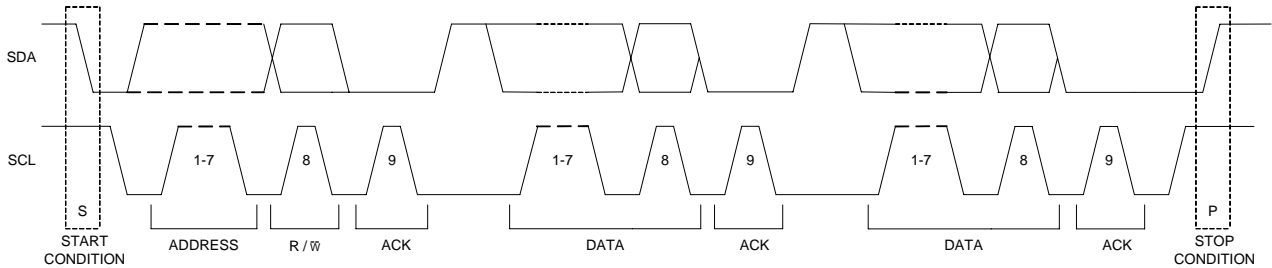 SDA
SCL
1-7
8
9
1-7
8
9
1-7
8
9
S
P
START
CONDITION
ADDRESS
R / W̅
ACK
DATA
ACK
DATA
ACK
STOP
CONDITION